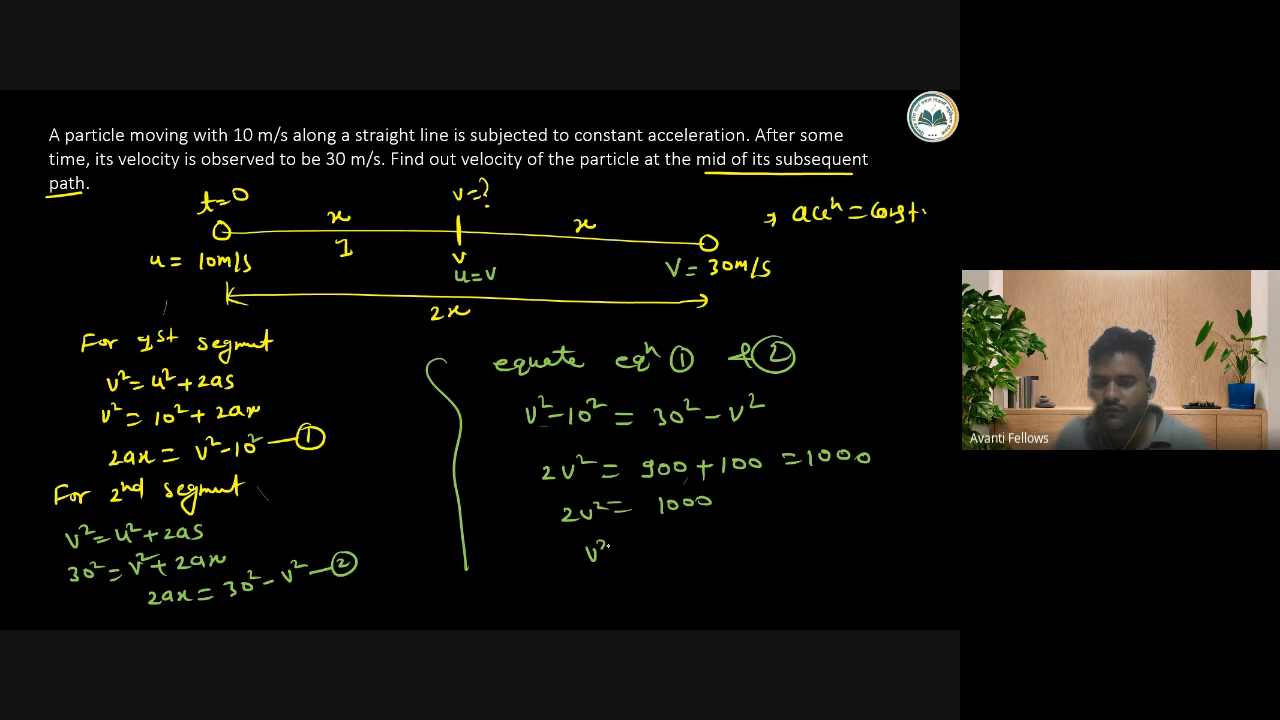 A particle moving with 10 m/s along a straight line is subjected to constant acceleration. After some
time, its velocity is observed to be 30 m/s. Find out velocity of the particle at the mid of its subsequent
path.
t=0
v=?
x
x
→ accⁿ = const.
1
u = 10m/s
v
u=v
V = 30m/s
2x
For 1st segment
v²=u²+2as
v²= 10²+2ax
2ax = v²-10² —①
For 2nd segment
v²=u²+2as
30²=v²+2ax
2ax = 30²-v² —②
equate eqⁿ ① & ②
v²-10² = 30²-v²
2v² = 900+100 =1000
2v²= 1000
v²
Avanti Fellows